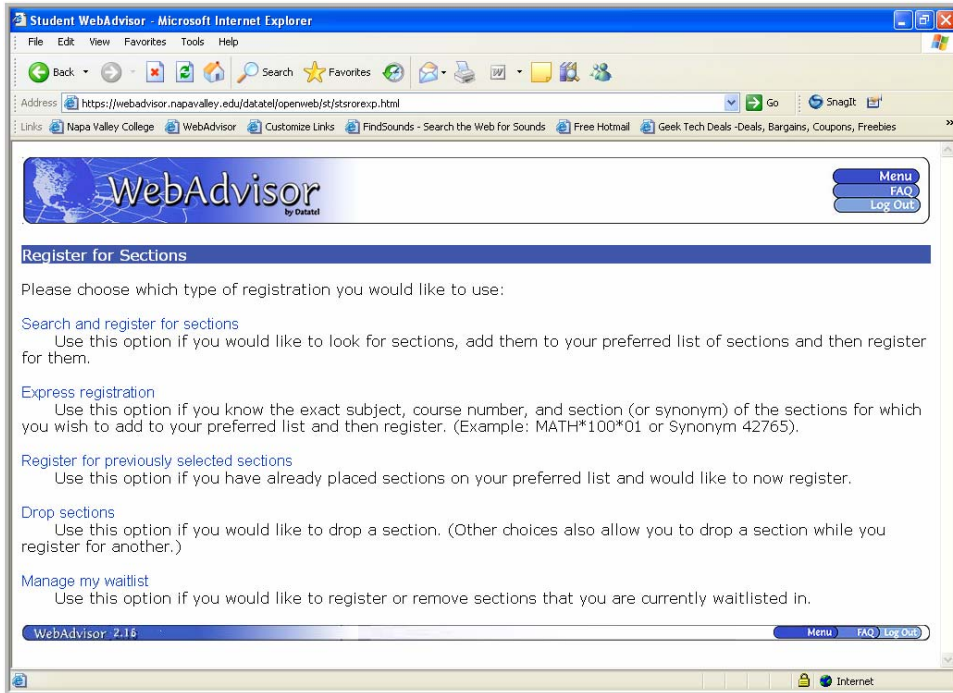 Student WebAdvisor - Microsoft Internet Explorer
File Edit View Favorites Tools Help
Back Search Favorites W
Address https://webadvisor.napavalley.edu/datatel/openweb/st/stsrorexp.html Go SnagIt
Links Napa Valley College WebAdvisor Customize Links FindSounds - Search the Web for Sounds Free Hotmail Geek Tech Deals -Deals, Bargains, Coupons, Freebies »
WebAdvisor
by Datatel
Menu
FAQ
Log Out
Register for Sections
Please choose which type of registration you would like to use:
Search and register for sections
Use this option if you would like to look for sections, add them to your preferred list of sections and then register
for them.
Express registration
Use this option if you know the exact subject, course number, and section (or synonym) of the sections for which
you wish to add to your preferred list and then register. (Example: MATH*100*01 or Synonym 42765).
Register for previously selected sections
Use this option if you have already placed sections on your preferred list and would like to now register.
Drop sections
Use this option if you would like to drop a section. (Other choices also allow you to drop a section while you
register for another.)
Manage my waitlist
Use this option if you would like to register or remove sections that you are currently waitlisted in.
WebAdvisor 2.16 Menu FAQ Log Out
Internet